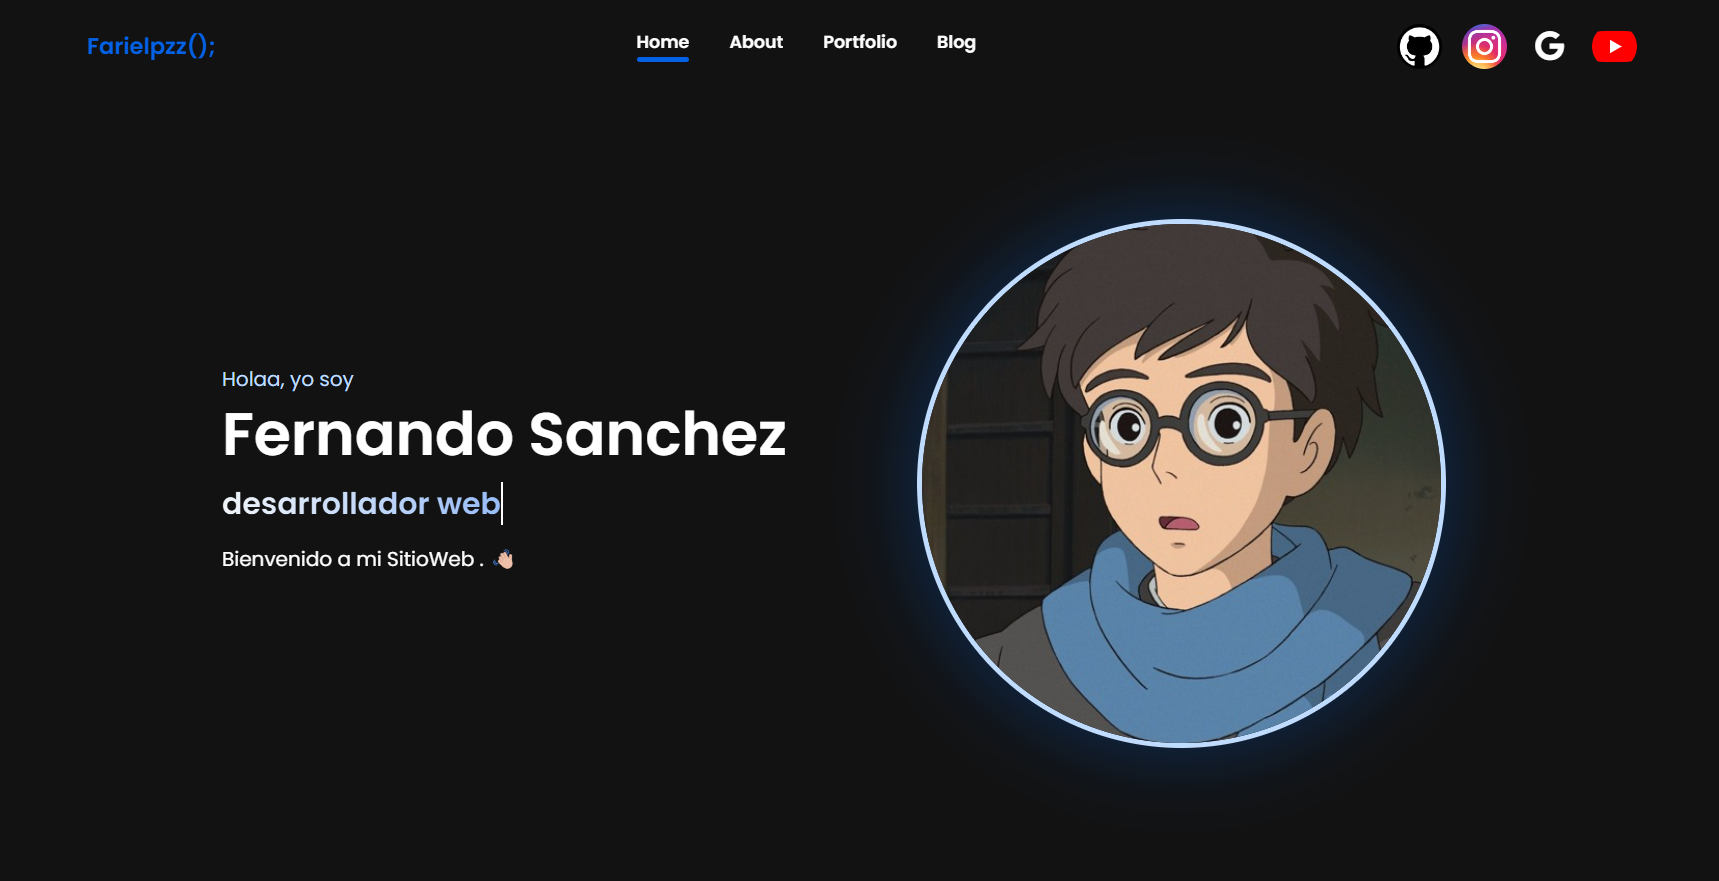 Farielpzz();
Home About Portfolio Blog
Holaa, yo soy
Fernando Sanchez
desarrollador web
Bienvenido a mi SitioWeb . 👋🏻